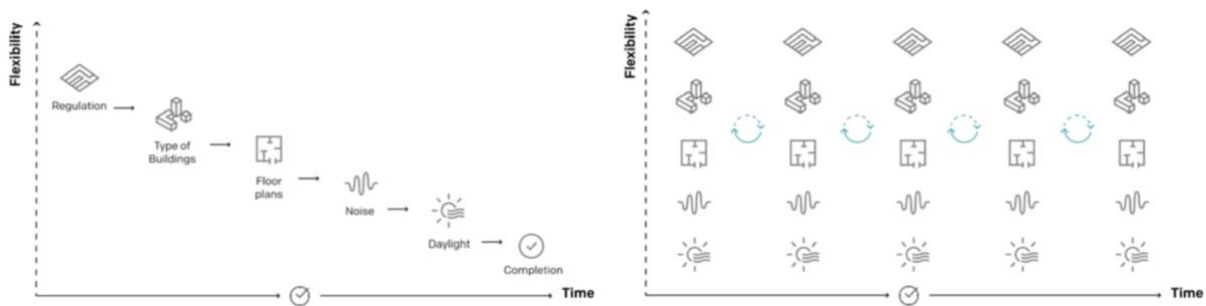 Flexibility
Regulation
Type of
Buildings
Floor
plans
Noise
Daylight
Completion
Time
Flexibility
Time